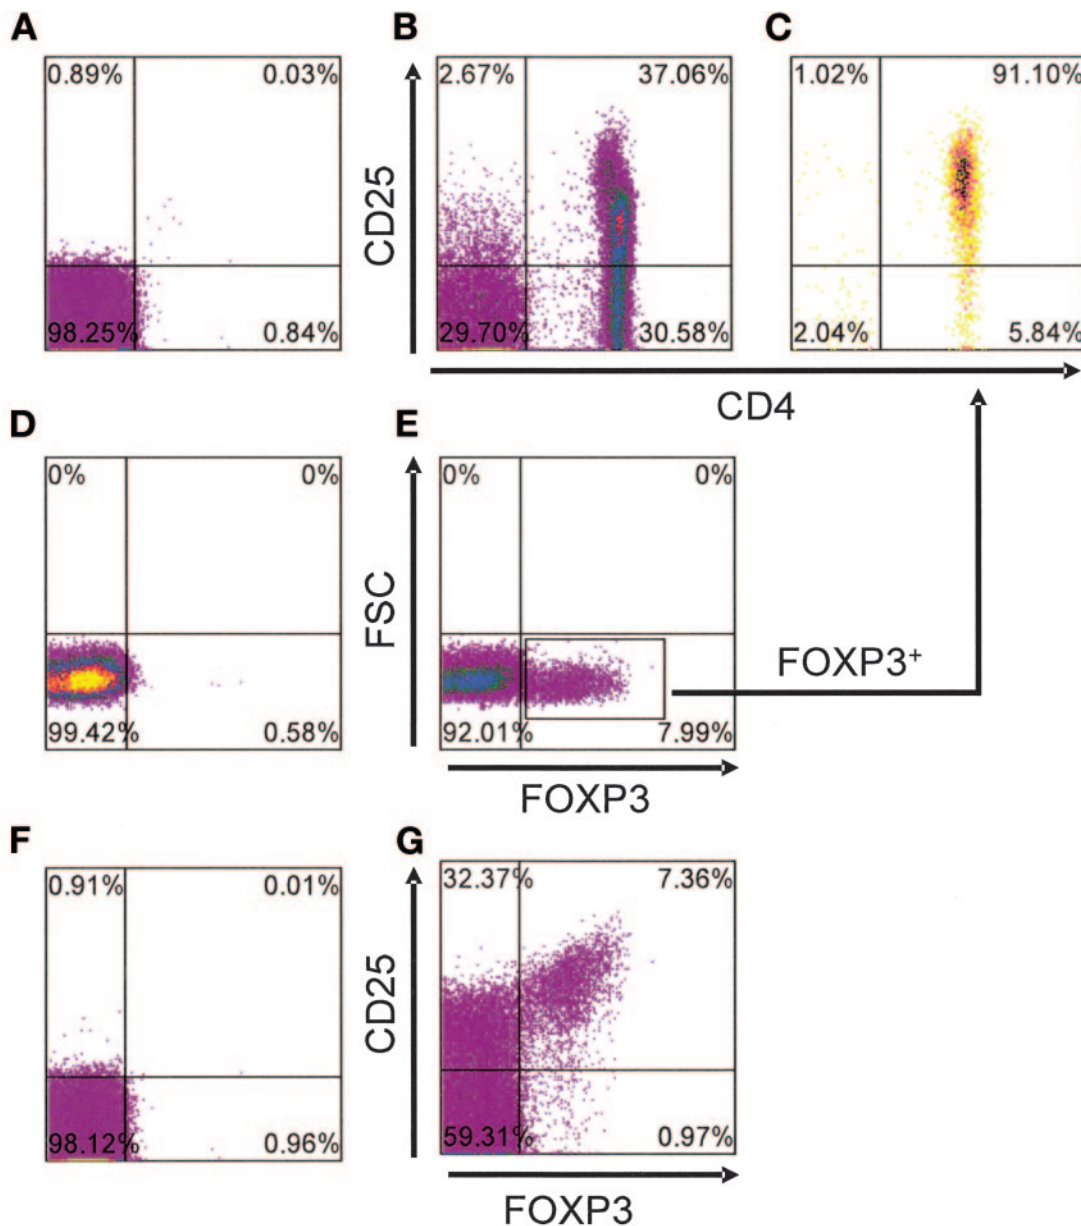 A
B
C
0.89%
0.03%
98.25%
0.84%
CD25
2.67%
37.06%
29.70%
30.58%
1.02%
91.10%
2.04%
5.84%
CD4
D
E
0%
0%
99.42%
0.58%
FSC
0%
0%
92.01%
7.99%
FOXP3+
FOXP3
F
G
0.91%
0.01%
98.12%
0.96%
CD25
32.37%
7.36%
59.31%
0.97%
FOXP3